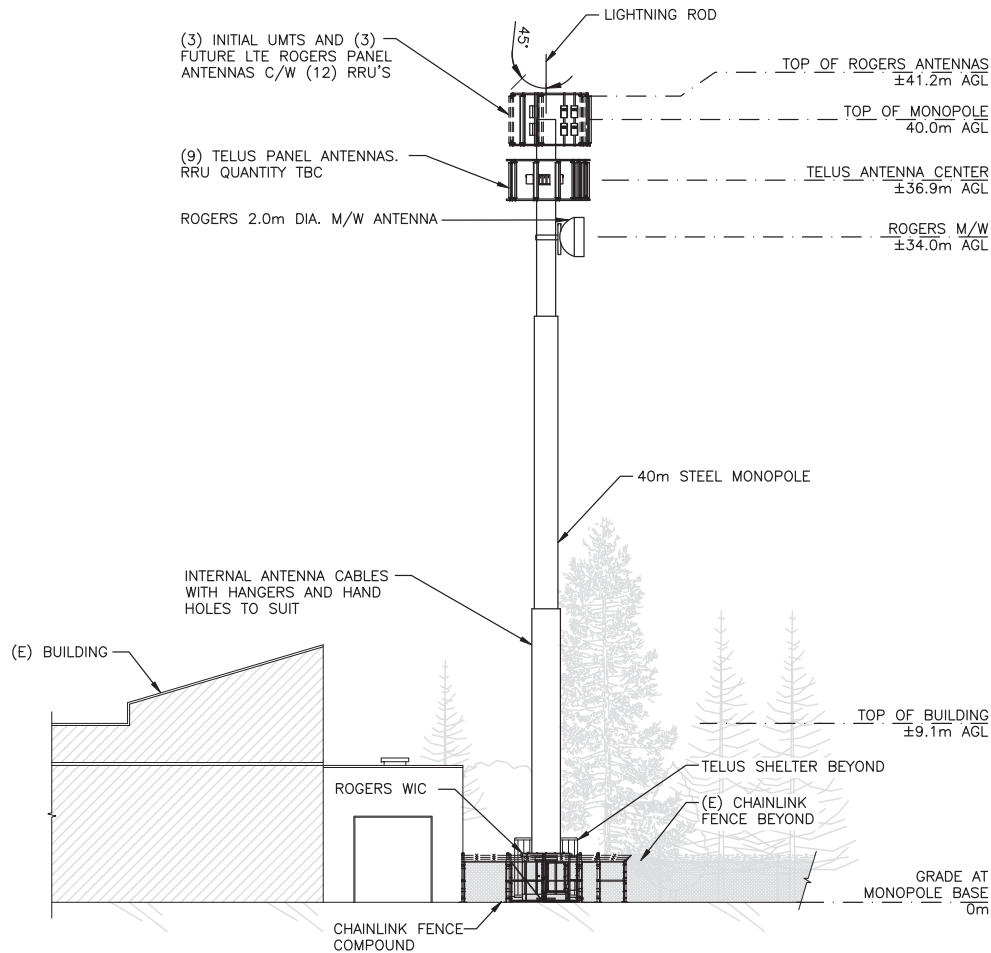 LIGHTNING ROD
45°
(3) INITIAL UMTS AND (3)
FUTURE LTE ROGERS PANEL
ANTENNAS C/W (12) RRU'S
TOP OF ROGERS ANTENNAS
±41.2m AGL
TOP OF MONOPOLE
40.0m AGL
(9) TELUS PANEL ANTENNAS.
RRU QUANTITY TBC
TELUS ANTENNA CENTER
±36.9m AGL
ROGERS 2.0m DIA. M/W ANTENNA
ROGERS M/W
±34.0m AGL
40m STEEL MONOPOLE
INTERNAL ANTENNA CABLES
WITH HANGERS AND HAND
HOLES TO SUIT
(E) BUILDING
TOP OF BUILDING
±9.1m AGL
TELUS SHELTER BEYOND
ROGERS WIC
(E) CHAINLINK
FENCE BEYOND
GRADE AT
MONOPOLE BASE
0m
CHAINLINK FENCE
COMPOUND